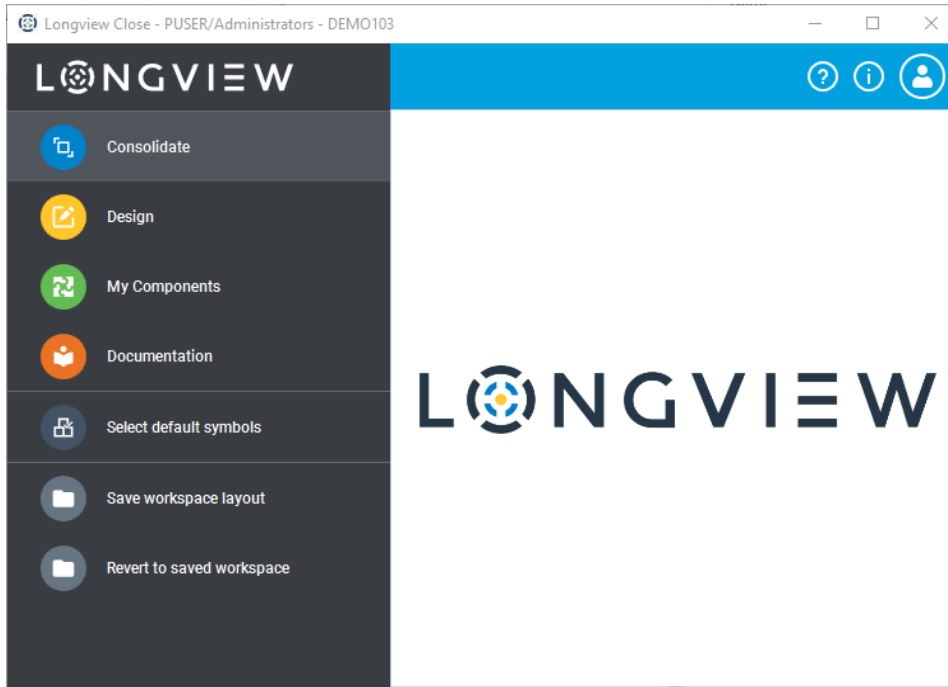 Longview Close - PUSER/Administrators - DEMO103
LONGVIEW
Consolidate
Design
My Components
Documentation
Select default symbols
Save workspace layout
Revert to saved workspace
LONGVIEW